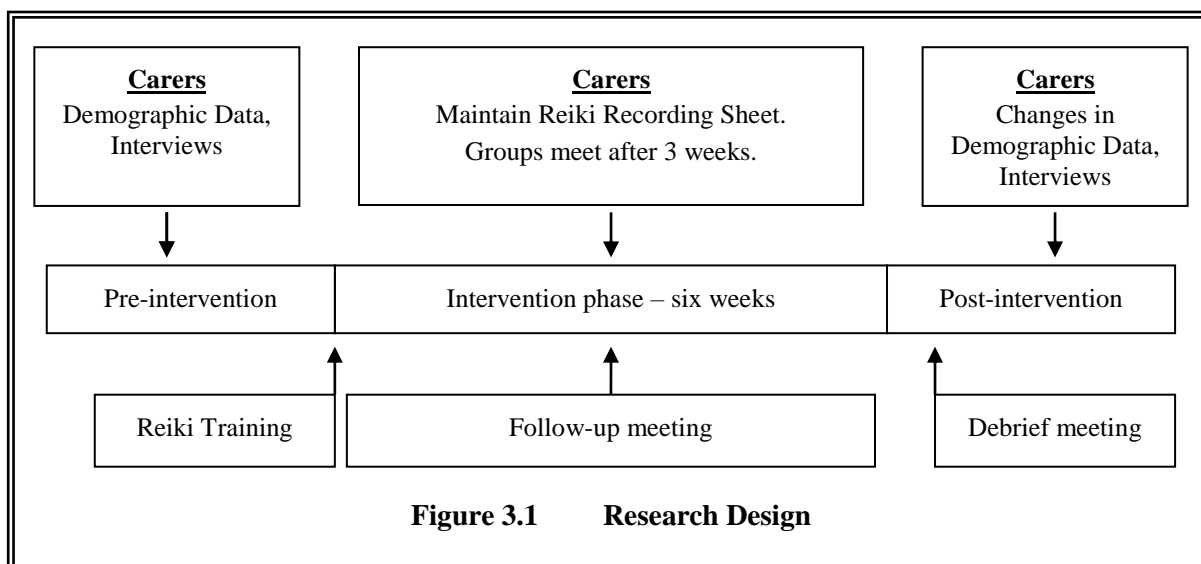 Carers
Demographic Data,
Interviews
Carers
Maintain Reiki Recording Sheet.
Groups meet after 3 weeks.
Carers
Changes in
Demographic Data,
Interviews
Pre-intervention
Intervention phase – six weeks
Post-intervention
Reiki Training
Follow-up meeting
Debrief meeting
Figure 3.1 Research Design